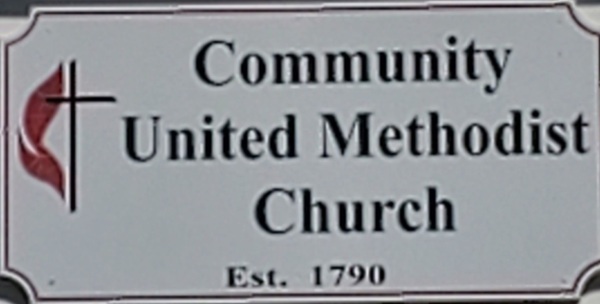 Community
United Methodist
Church
Est. 1790